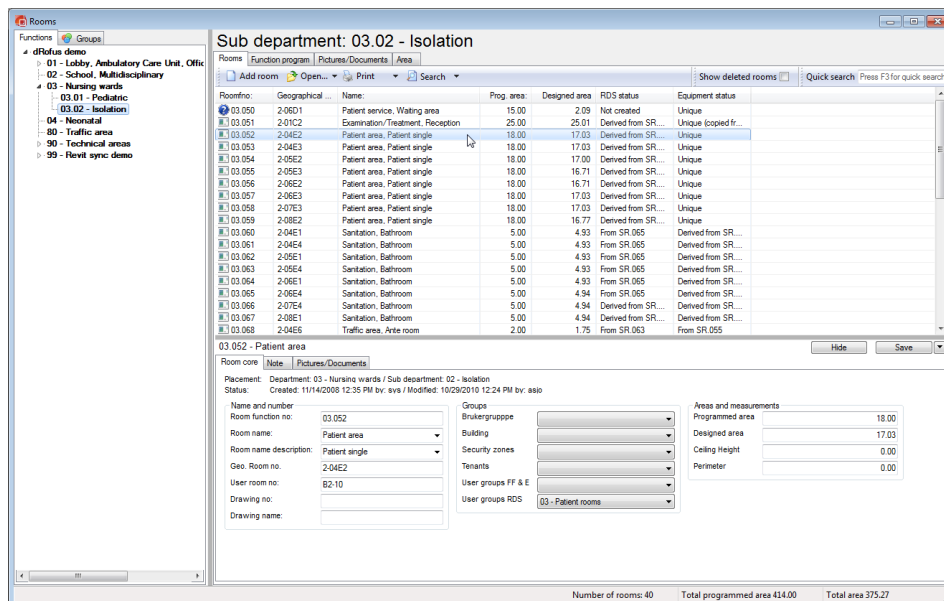 Rooms
Functions Groups
dRofus demo
01 - Lobby, Ambulatory Care Unit, Offic
02 - School, Multidisciplinary
03 - Nursing wards
03.01 - Pediatric
03.02 - Isolation
04 - Neonatal
80 - Traffic area
90 - Technical areas
99 - Revit sync demo
Sub department: 03.02 - Isolation
Rooms Function program Pictures/Documents Area
Add room Open... Print Search Show deleted rooms Quick search Press F3 for quick search
Roomfno: Geographical ... Name: Prog. area: Designed area RDS status Equipment status
03.050 2-06D1 Patient service, Waiting area 15.00 2.09 Not created Unique
03.051 2-01C2 Examination/Treatment, Reception 25.00 25.01 Derived from SR.... Unique (copied fr...
03.052 2-04E2 Patient area, Patient single 18.00 17.03 Derived from SR.... Unique
03.053 2-04E3 Patient area, Patient single 18.00 17.03 Derived from SR.... Unique
03.054 2-05E2 Patient area, Patient single 18.00 17.00 Derived from SR.... Unique
03.055 2-05E3 Patient area, Patient single 18.00 16.71 Derived from SR.... Unique
03.056 2-06E2 Patient area, Patient single 18.00 16.71 Derived from SR.... Unique
03.057 2-06E3 Patient area, Patient single 18.00 17.03 Derived from SR.... Unique
03.058 2-07E3 Patient area, Patient single 18.00 17.03 Derived from SR.... Unique
03.059 2-08E2 Patient area, Patient single 18.00 16.77 Derived from SR.... Unique
03.060 2-04E1 Sanitation, Bathroom 5.00 4.93 From SR.065 Derived from SR....
03.061 2-04E4 Sanitation, Bathroom 5.00 4.93 From SR.065 Derived from SR....
03.062 2-05E1 Sanitation, Bathroom 5.00 4.93 From SR.065 Derived from SR....
03.063 2-05E4 Sanitation, Bathroom 5.00 4.93 From SR.065 Derived from SR....
03.064 2-06E1 Sanitation, Bathroom 5.00 4.93 From SR.065 Derived from SR....
03.065 2-06E4 Sanitation, Bathroom 5.00 4.94 From SR.065 Derived from SR....
03.066 2-07E4 Sanitation, Bathroom 5.00 4.94 Derived from SR.... Derived from SR....
03.067 2-08E1 Sanitation, Bathroom 5.00 4.94 Derived from SR.... Derived from SR....
03.068 2-04E6 Traffic area, Ante room 2.00 1.75 From SR.063 From SR.055
03.052 - Patient area Hide Save
Room core Note Pictures/Documents
Placement: Department: 03 - Nursing wards / Sub department: 02 - Isolation
Status: Created: 11/14/2008 12:35 PM by: sys / Modified: 10/29/2010 12:24 PM by: asjo
Name and number
Room function no: 03.052
Room name: Patient area
Room name description: Patient single
Geo. Room no. 2-04E2
User room no: B2-10
Drawing no:
Drawing name:
Groups
Brukergrupppe
Building
Security zones
Tenants
User groups FF & E
User groups RDS 03 - Patient rooms
Areas and measurements
Programmed area 18.00
Designed area 17.03
Ceiling Height 0.00
Perimeter 0.00
Number of rooms: 40 Total programmed area 414.00 Total area 375.27